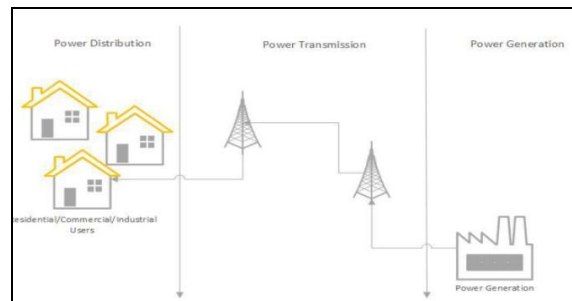 Power Distribution
Power Transmission
Power Generation
esidential/Commercial/Industrial
Users
Power Generation